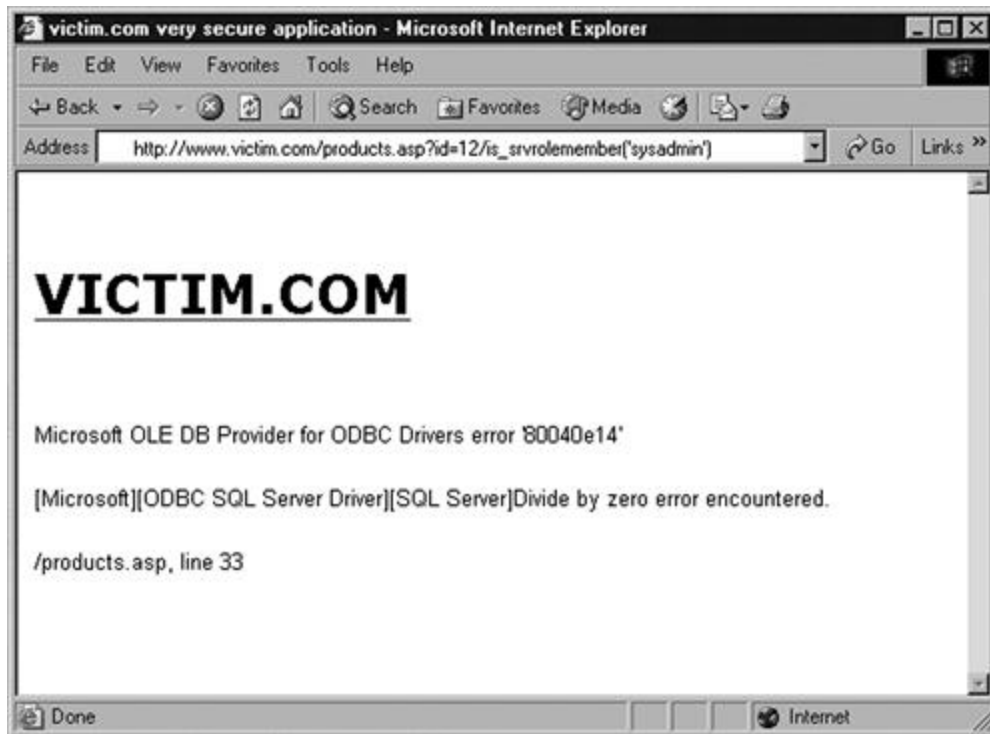 victim.com very secure application - Microsoft Internet Explorer
File Edit View Favorites Tools Help
Back Search Favorites Media
Address http://www.victim.com/products.asp?id=12/is_srvrolemember('sysadmin') Go Links »
VICTIM.COM
Microsoft OLE DB Provider for ODBC Drivers error '80040e14'
[Microsoft][ODBC SQL Server Driver][SQL Server]Divide by zero error encountered.
/products.asp, line 33
Done Internet